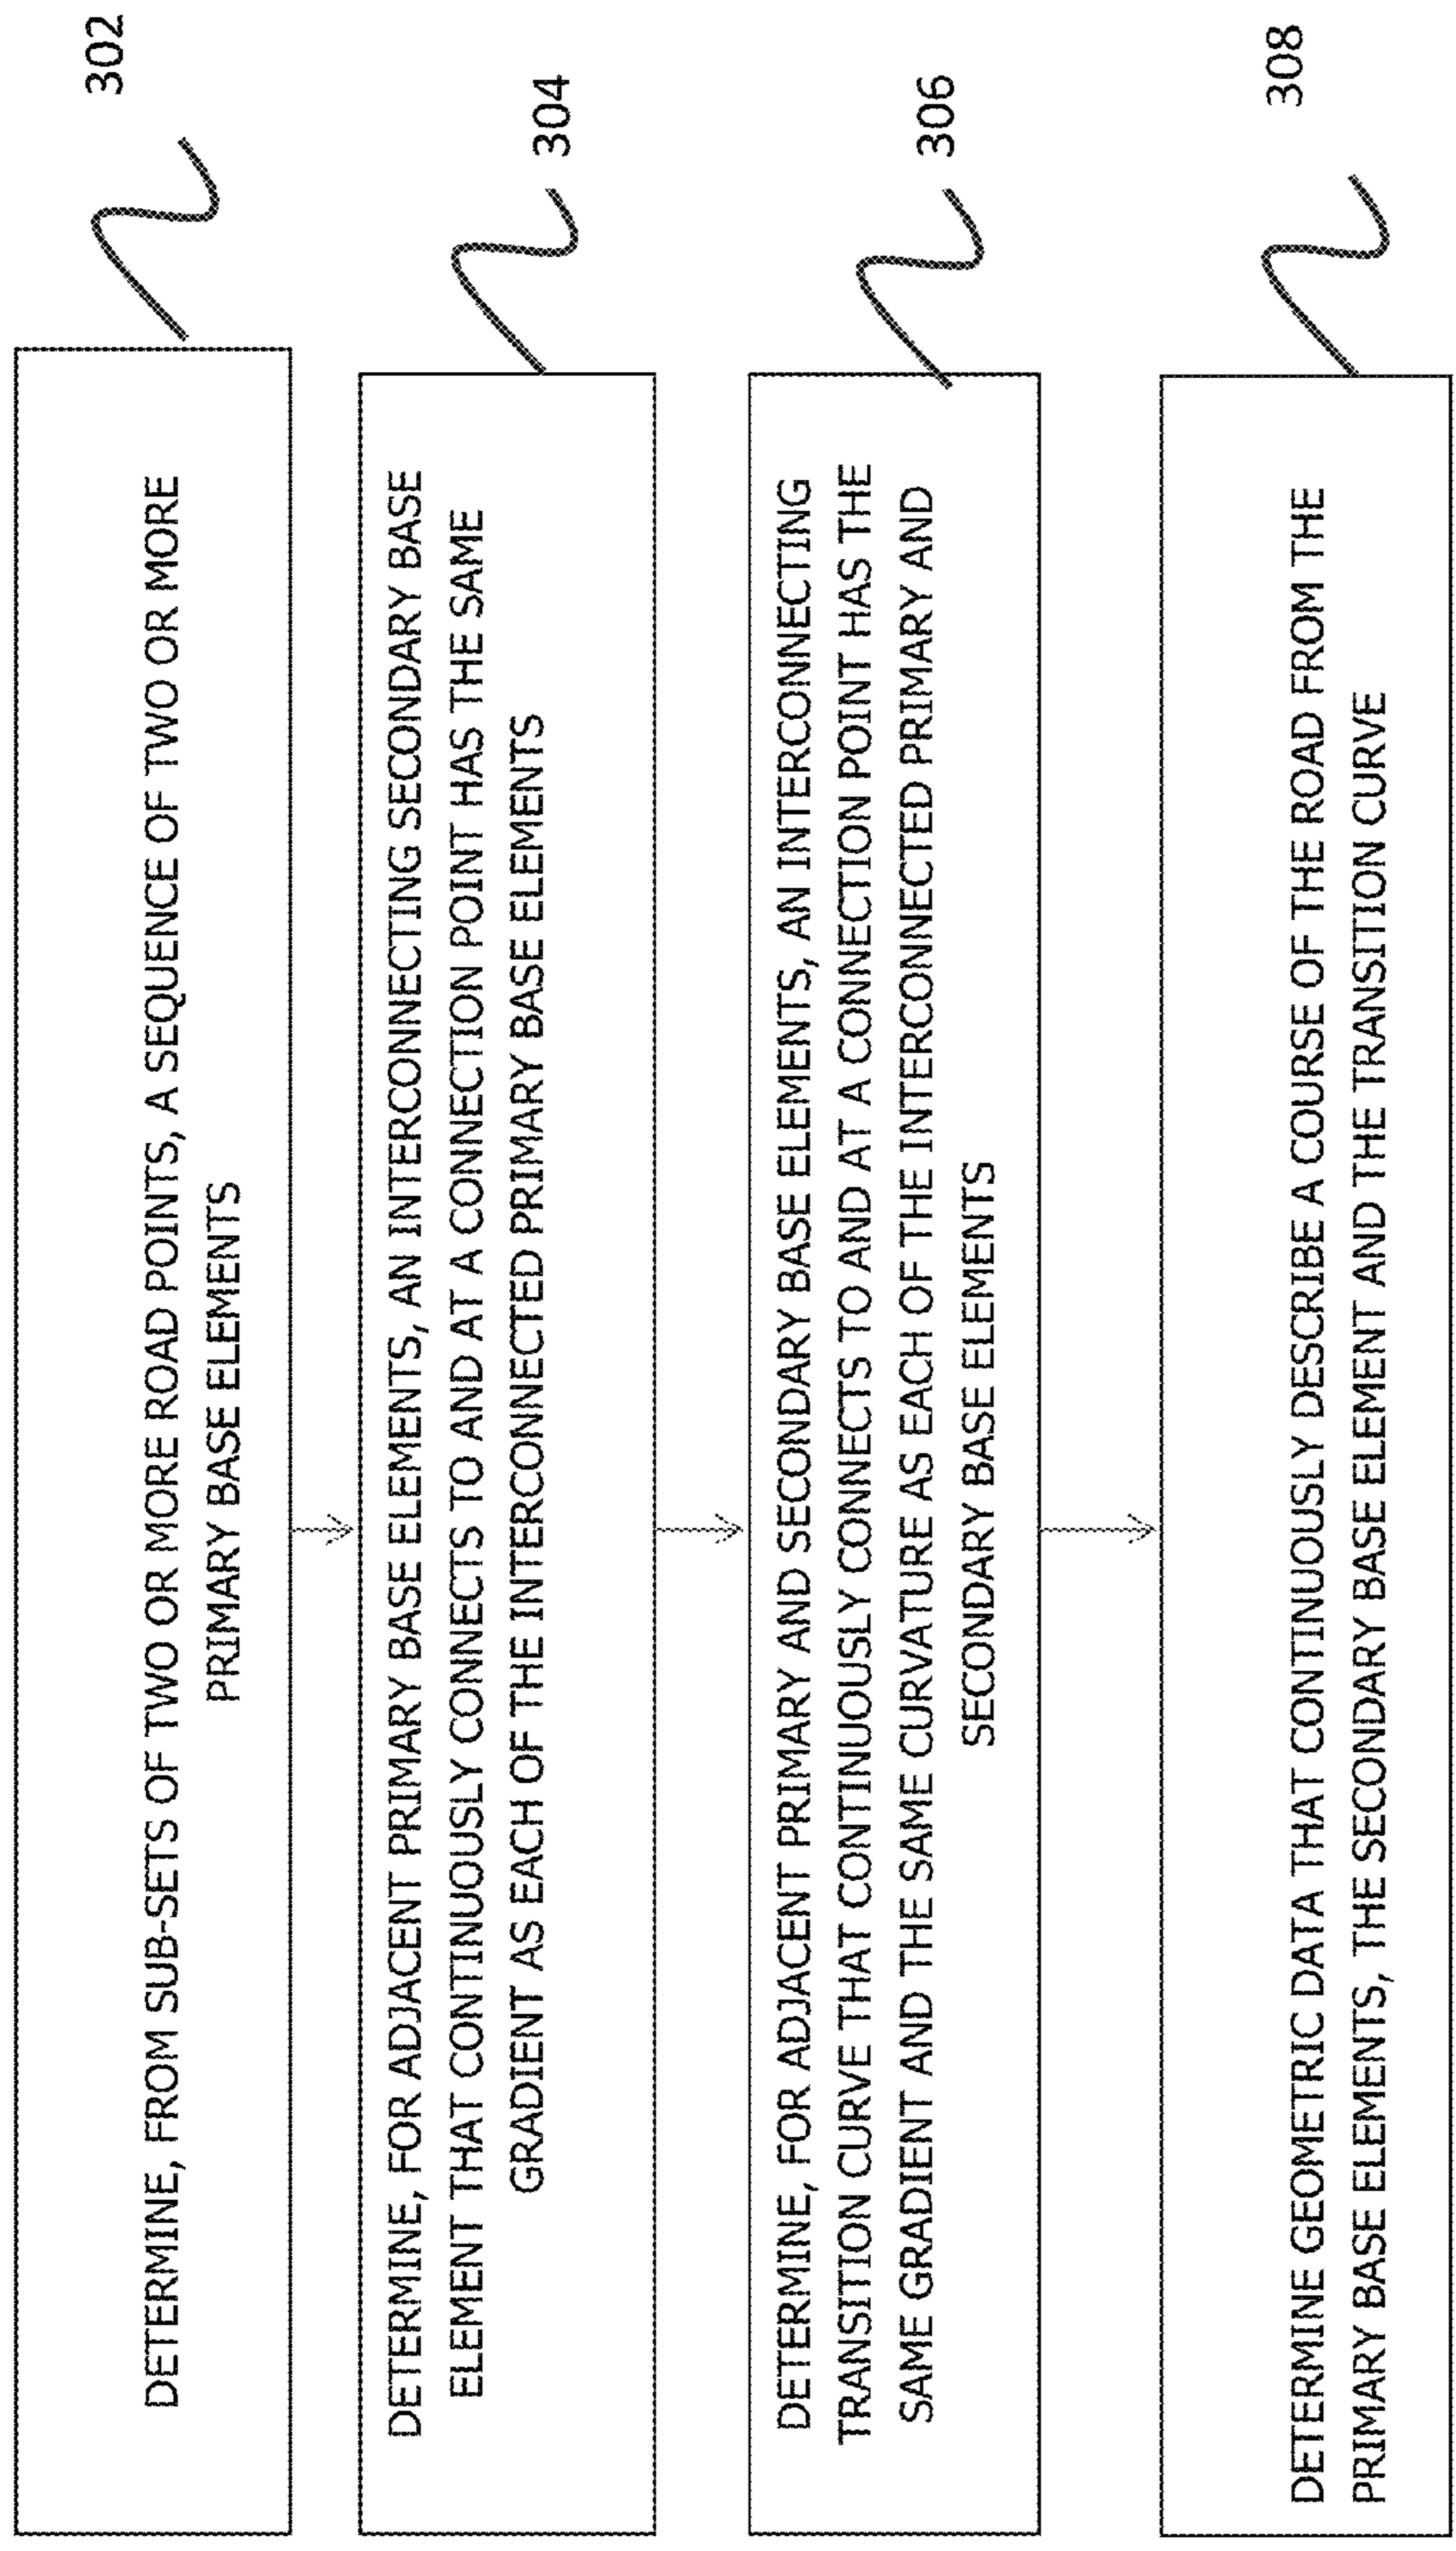 302
DETERMINE, FROM SUB-SETS OF TWO OR MORE ROAD POINTS, A SEQUENCE OF TWO OR MORE
PRIMARY BASE ELEMENTS
304
DETERMINE, FOR ADJACENT PRIMARY BASE ELEMENTS, AN INTERCONNECTING SECONDARY BASE
ELEMENT THAT CONTINUOUSLY CONNECTS TO AND AT A CONNECTION POINT HAS THE SAME
GRADIENT AS EACH OF THE INTERCONNECTED PRIMARY BASE ELEMENTS
306
DETERMINE, FOR ADJACENT PRIMARY AND SECONDARY BASE ELEMENTS, AN INTERCONNECTING
TRANSITION CURVE THAT CONTINUOUSLY CONNECTS TO AND AT A CONNECTION POINT HAS THE
SAME GRADIENT AND THE SAME CURVATURE AS EACH OF THE INTERCONNECTED PRIMARY AND
SECONDARY BASE ELEMENTS
308
DETERMINE GEOMETRIC DATA THAT CONTINUOUSLY DESCRIBE A COURSE OF THE ROAD FROM THE
PRIMARY BASE ELEMENTS, THE SECONDARY BASE ELEMENT AND THE TRANSITION CURVE